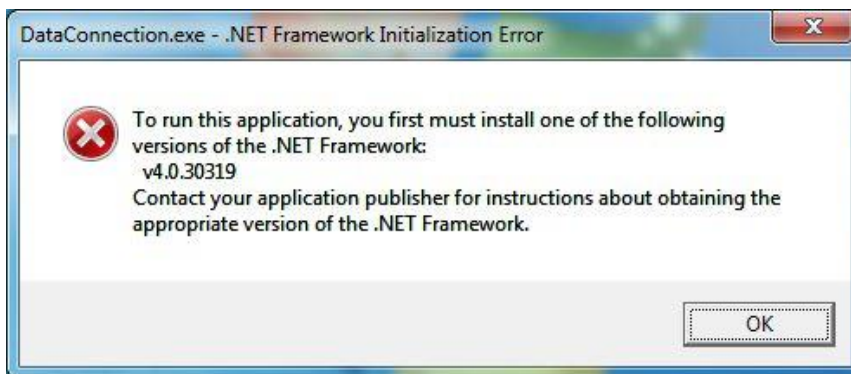 DataConnection.exe - .NET Framework Initialization Error
To run this application, you first must install one of the following
versions of the .NET Framework:
v4.0.30319
Contact your application publisher for instructions about obtaining the
appropriate version of the .NET Framework.
OK